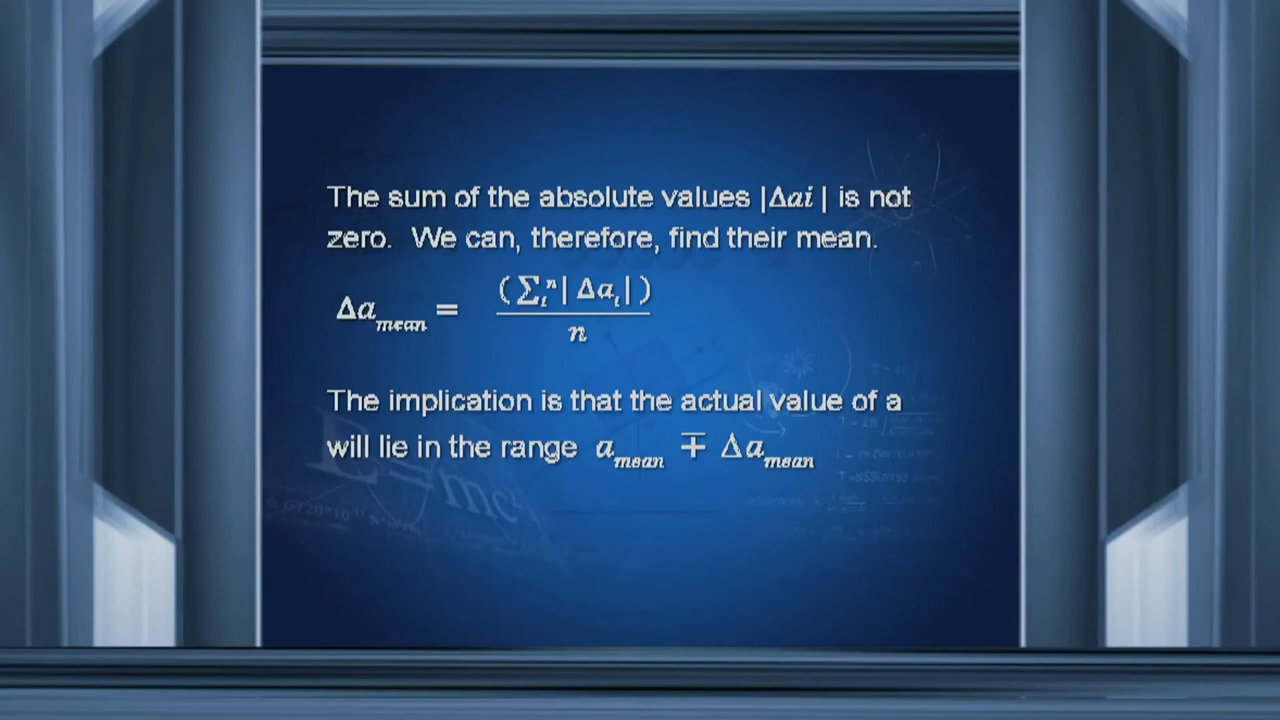 The sum of the absolute values |Δai | is not
zero. We can, therefore, find their mean.
Δa_mean = (∑_i^n| Δa_i| ) / n
The implication is that the actual value of a
will lie in the range a_mean ∓ Δa_mean